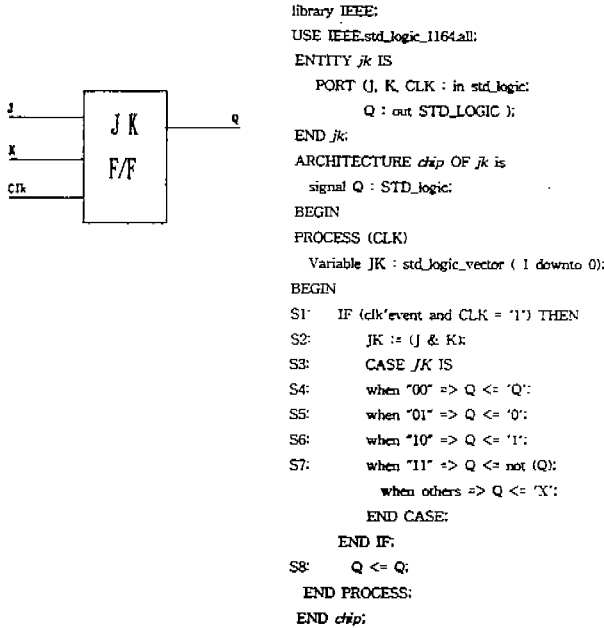 J
K
Clk
J K
F/F
Q
library IEEE;
USE IEEE.std_logic_1164.all;
ENTITY jk IS
PORT (J, K, CLK : in std_logic;
Q : out STD_LOGIC );
END jk;
ARCHITECTURE chip OF jk is
signal Q : STD_logic;
BEGIN
PROCESS (CLK)
Variable JK : std_logic_vector ( 1 downto 0);
BEGIN
S1: IF (clk'event and CLK = '1') THEN
S2: JK := (J & K);
S3: CASE JK IS
S4: when "00" => Q <= 'Q';
S5: when "01" => Q <= '0';
S6: when "10" => Q <= '1';
S7: when "11" => Q <= not (Q);
when others => Q <= 'X';
END CASE;
END IF;
S8: Q <= Q;
END PROCESS;
END chip;